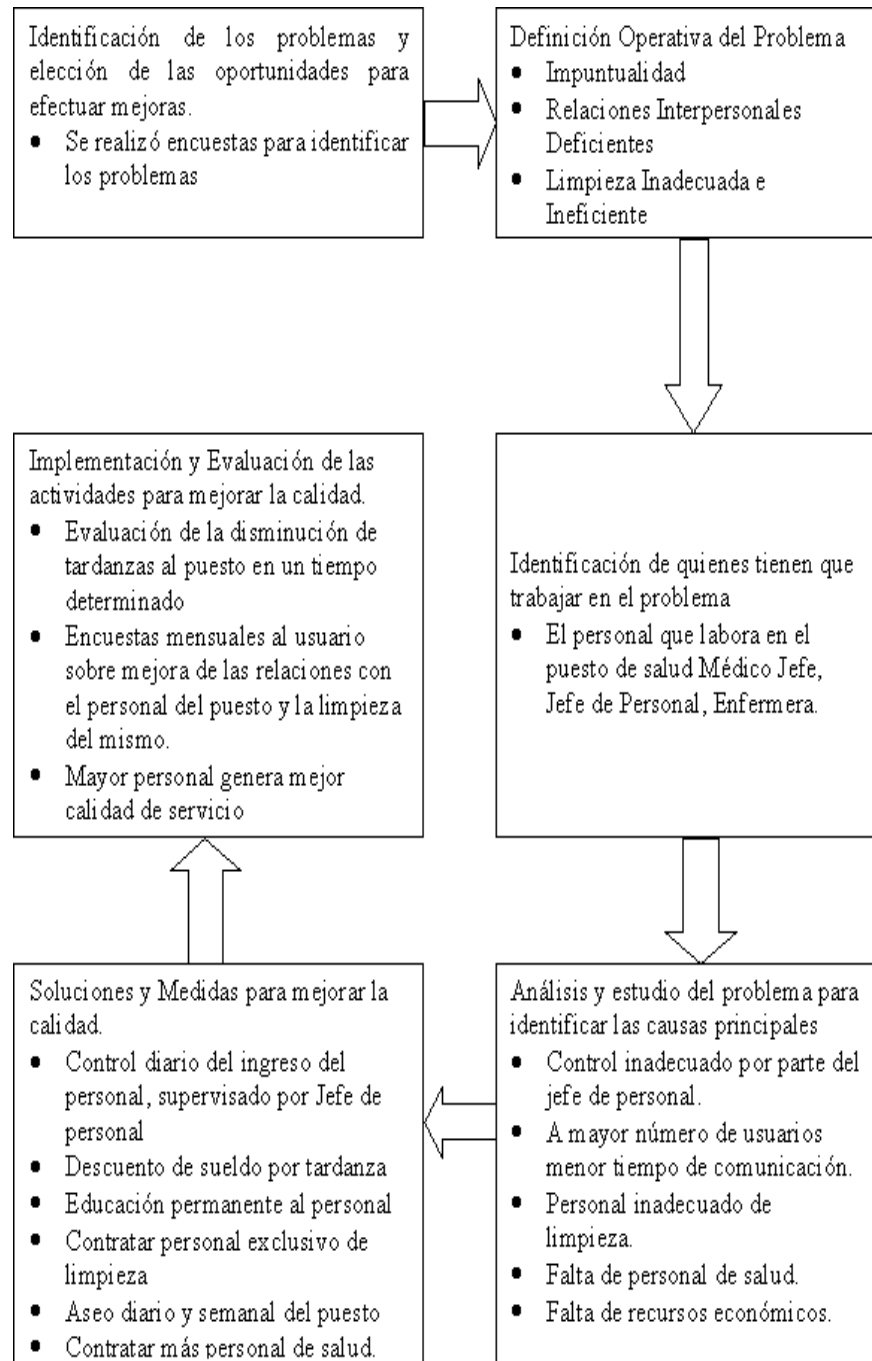 Identificación de los problemas y
elección de las oportunidades para
efectuar mejoras.
● Se realizó encuestas para identificar
los problemas
Definición Operativa del Problema
● Impuntualidad
● Relaciones Interpersonales
Deficientes
● Limpieza Inadecuada e
Ineficiente
Identificación de quienes tienen que
trabajar en el problema
● El personal que labora en el
puesto de salud Médico Jefe,
Jefe de Personal, Enfermera.
Análisis y estudio del problema para
identificar las causas principales
● Control inadecuado por parte del
jefe de personal.
● A mayor número de usuarios
menor tiempo de comunicación.
● Personal inadecuado de
limpieza.
● Falta de personal de salud.
● Falta de recursos económicos.
Soluciones y Medidas para mejorar la
calidad.
● Control diario del ingreso del
personal, supervisado por Jefe de
personal
● Descuento de sueldo por tardanza
● Educación permanente al personal
● Contratar personal exclusivo de
limpieza
● Aseo diario y semanal del puesto
● Contratar más personal de salud.
Implementación y Evaluación de las
actividades para mejorar la calidad.
● Evaluación de la disminución de
tardanzas al puesto en un tiempo
determinado
● Encuestas mensuales al usuario
sobre mejora de las relaciones con
el personal del puesto y la limpieza
del mismo.
● Mayor personal genera mejor
calidad de servicio